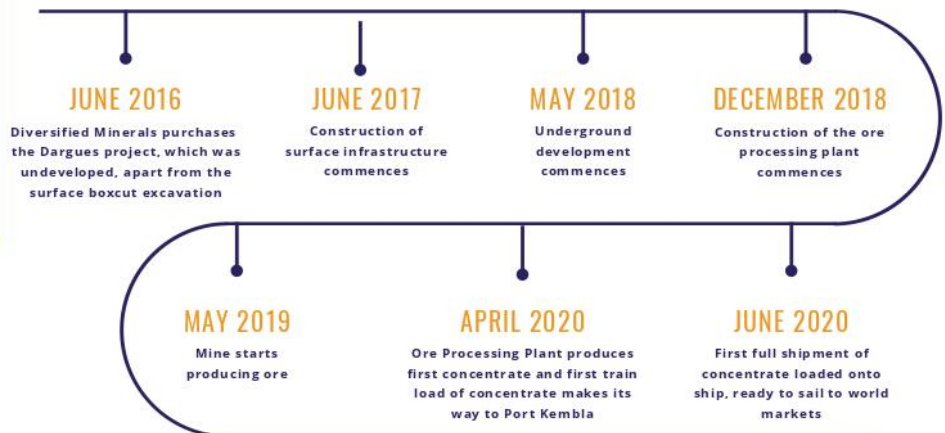 JUNE 2016
Diversified Minerals purchases
the Dargues project, which was
undeveloped, apart from the
surface boxcut excavation
JUNE 2017
Construction of
surface infrastructure
commences
MAY 2018
Underground
development
commences
DECEMBER 2018
Construction of the ore
processing plant
commences
MAY 2019
Mine starts
producing ore
APRIL 2020
Ore Processing Plant produces
first concentrate and first train
load of concentrate makes its
way to Port Kembla
JUNE 2020
First full shipment of
concentrate loaded onto
ship, ready to sail to world
markets